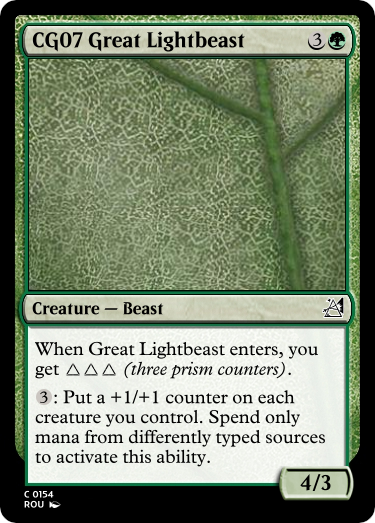 CG07 Great Lightbeast 3
Creature — Beast
When Great Lightbeast enters, you
get △△△ (three prism counters).
3: Put a +1/+1 counter on each
creature you control. Spend only
mana from differently typed sources
to activate this ability.
4/3
C 0154
ROU